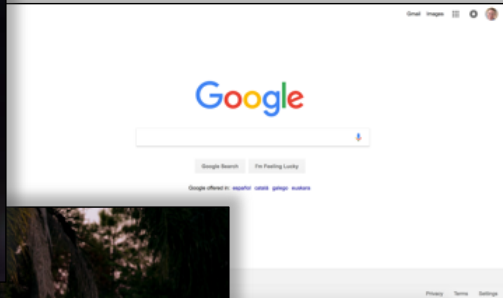 Gmail Images
Google
Google Search I'm Feeling Lucky
Google offered in: español català galego euskara
Privacy Terms Settings